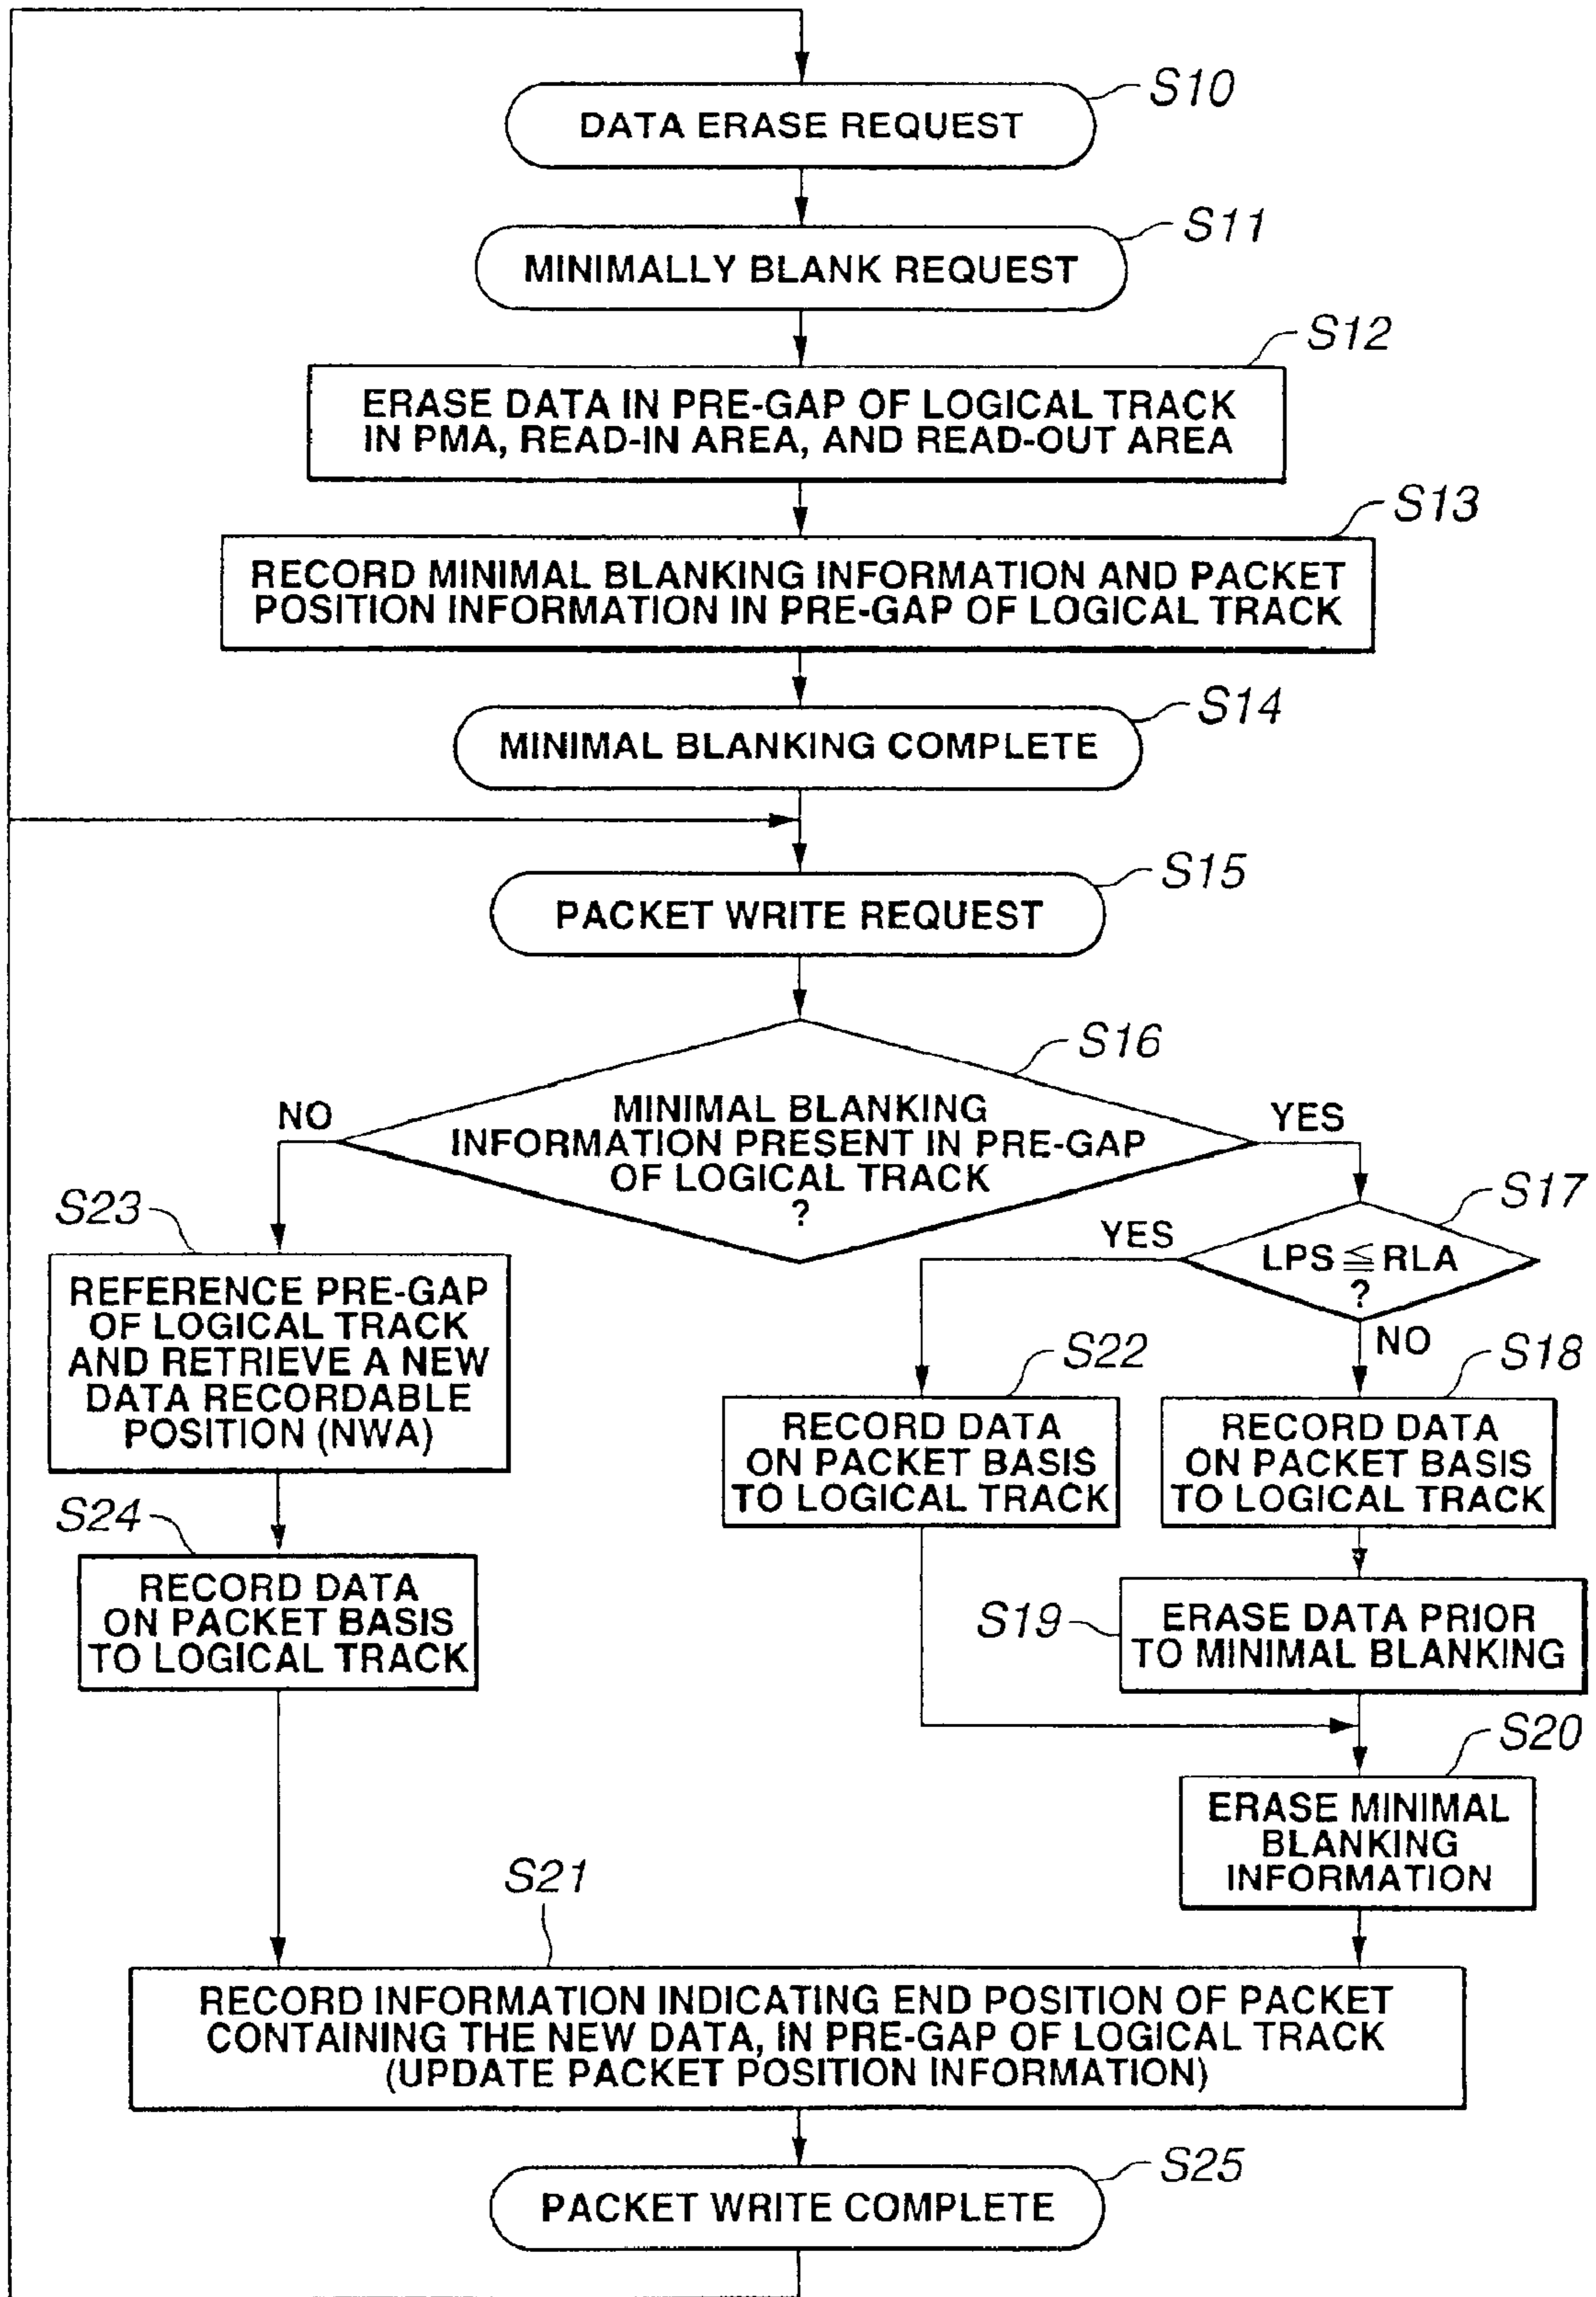 S10
DATA ERASE REQUEST
S11
MINIMALLY BLANK REQUEST
S12
ERASE DATA IN PRE-GAP OF LOGICAL TRACK
IN PMA, READ-IN AREA, AND READ-OUT AREA
S13
RECORD MINIMAL BLANKING INFORMATION AND PACKET
POSITION INFORMATION IN PRE-GAP OF LOGICAL TRACK
S14
MINIMAL BLANKING COMPLETE
S15
PACKET WRITE REQUEST
S16
MINIMAL BLANKING
INFORMATION PRESENT IN PRE-GAP
OF LOGICAL TRACK
?
NO
YES
S17
LPS ≦ RLA
?
YES
NO
S23
REFERENCE PRE-GAP
OF LOGICAL TRACK
AND RETRIEVE A NEW
DATA RECORDABLE
POSITION (NWA)
S22
RECORD DATA
ON PACKET BASIS
TO LOGICAL TRACK
S18
RECORD DATA
ON PACKET BASIS
TO LOGICAL TRACK
S24
RECORD DATA
ON PACKET BASIS
TO LOGICAL TRACK
S19
ERASE DATA PRIOR
TO MINIMAL BLANKING
S20
ERASE MINIMAL
BLANKING
INFORMATION
S21
RECORD INFORMATION INDICATING END POSITION OF PACKET
CONTAINING THE NEW DATA, IN PRE-GAP OF LOGICAL TRACK
(UPDATE PACKET POSITION INFORMATION)
S25
PACKET WRITE COMPLETE